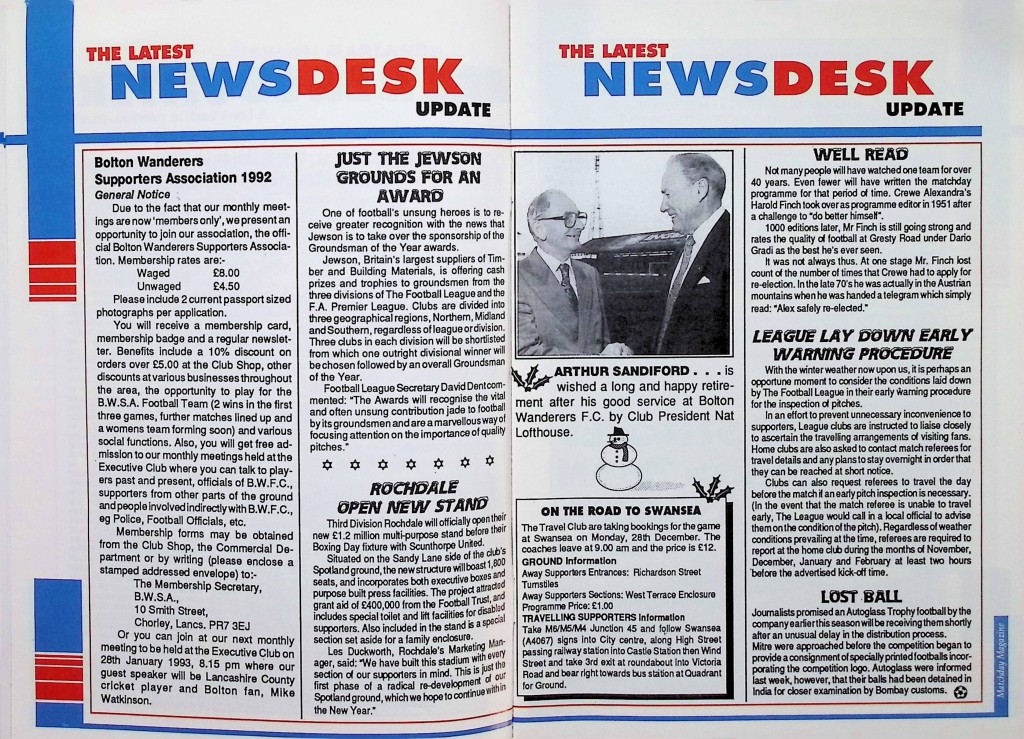 THE LATEST
NEWSDESK
UPDATE
Bolton Wanderers
Supporters Association 1992
General Notice
Due to the fact that our monthly meet-
ings are now 'members only', we present an
opportunity to join our association, the offi-
cial Bolton Wanderers Supporters Associa-
tion. Membership rates are:-
Waged £8.00
Unwaged £4.50
Please include 2 current passport sized
photographs per application.
You will receive a membership card,
membership badge and a regular newslet-
ter. Benefits include a 10% discount on
orders over £5.00 at the Club Shop, other
discounts at various businesses throughout
the area, the opportunity to play for the
B.W.S.A. Football Team (2 wins in the first
three games, further matches lined up and
a womens team forming soon) and various
social functions. Also, you will get free ad-
mission to our monthly meetings held at the
Executive Club where you can talk to play-
ers past and present, officials of B.W.F.C.,
supporters from other parts of the ground
and people involved indirectly with B.W.F.C.,
eg Police, Football Officials, etc.
Membership forms may be obtained
from the Club Shop, the Commercial De-
partment or by writing (please enclose a
stamped addressed envelope) to:-
The Membership Secretary,
B.W.S.A.,
10 Smith Street,
Chorley, Lancs. PR7 3EJ
Or you can join at our next monthly
meeting to be held at the Executive Club on
28th January 1993, 8.15 pm where our
guest speaker will be Lancashire County
cricket player and Bolton fan, Mike
Watkinson.
JUST THE JEWSON
GROUNDS FOR AN
AWARD
One of football's unsung heroes is to re-
ceive greater recognition with the news that
Jewson is to take over the sponsorship of the
Groundsman of the Year awards.
Jewson, Britain's largest suppliers of Tim-
ber and Building Materials, is offering cash
prizes and trophies to groundsmen from the
three divisions of The Football League and the
F.A. Premier League. Clubs are divided into
three geographical regions, Northern, Midland
and Southern, regardless of league or division.
Three clubs in each division will be shortlisted
from which one outright divisional winner will
be chosen followed by an overall Groundsman
of the Year.
Football League Secretary David Dent com-
mented: "The Awards will recognise the vital
and often unsung contribution jade to football
by its groundsmen and are a marvellous way of
focusing attention on the importance of quality
pitches."
ROCHDALE
OPEN NEW STAND
Third Division Rochdale will officially open their
new £1.2 million multi-purpose stand before their
Boxing Day fixture with Scunthorpe United.
Situated on the Sandy Lane side of the club's
Spotland ground, the new structure will boast 1,800
seats, and incorporates both executive boxes and
purpose built press facilities. The project attracted
grant aid of £400,000 from the Football Trust, and
includes special toilet and lift facilities for disabled
supporters. Also included in the stand is a special
section set aside for a family enclosure.
Les Duckworth, Rochdale's Marketing Man-
ager, said: "We have built this stadium with every
section of our supporters in mind. This is just the
first phase of a radical re-development of our
Spotland ground, which we hope to continue with in
the New Year."
THE LATEST
NEWSDESK
UPDATE
ARTHUR SANDIFORD . . . is
wished a long and happy retire-
ment after his good service at Bolton
Wanderers F.C. by Club President Nat
Lofthouse.
ON THE ROAD TO SWANSEA
The Travel Club are taking bookings for the game
at Swansea on Monday, 28th December. The
coaches leave at 9.00 am and the price is £12.
GROUND Information
Away Supporters Entrances: Richardson Street
Turnstiles
Away Supporters Sections: West Terrace Enclosure
Programme Price: £1.00
TRAVELLING SUPPORTERS Information
Take M6/M5/M4 Junction 45 and follow Swansea
(A4067) signs into City centre, along High Street
passing railway station into Castle Station then Wind
Street and take 3rd exit at roundabout into Victoria
Road and bear right towards bus station at Quadrant
for Ground.
WELL READ
Not many people will have watched one team for over
40 years. Even fewer will have written the matchday
programme for that period of time. Crewe Alexandra's
Harold Finch took over as programme editor in 1951 after
a challenge to "do better himself".
1000 editions later, Mr Finch is still going strong and
rates the quality of football at Gresty Road under Dario
Gradi as the best he's ever seen.
It was not always thus. At one stage Mr. Finch lost
count of the number of times that Crewe had to apply for
re-election. In the late 70's he was actually in the Austrian
mountains when he was handed a telegram which simply
read: "Alex safely re-elected."
LEAGUE LAY DOWN EARLY
WARNING PROCEDURE
With the winter weather now upon us, it is perhaps an
opportune moment to consider the conditions laid down
by The Football League in their early warning procedure
for the inspection of pitches.
In an effort to prevent unnecessary inconvenience to
supporters, League clubs are instructed to liaise closely
to ascertain the travelling arrangements of visiting fans.
Home clubs are also asked to contact match referees for
travel details and any plans to stay overnight in order that
they can be reached at short notice.
Clubs can also request referees to travel the day
before the match if an early pitch inspection is necessary.
(In the event that the match referee is unable to travel
early, The League would call in a local official to advise
them on the condition of the pitch). Regardless of weather
conditions prevailing at the time, referees are required to
report at the home club during the months of November,
December, January and February at least two hours
before the advertised kick-off time.
LOST BALL
Journalists promised an Autoglass Trophy football by the
company earlier this season will be receiving them shortly
after an unusual delay in the distribution process.
Mitre were approached before the competition began to
provide a consignment of specially printed footballs incor-
porating the competition logo. Autoglass were informed
last week, however, that their balls had been detained in
India for closer examination by Bombay customs.
Matchday Magazine